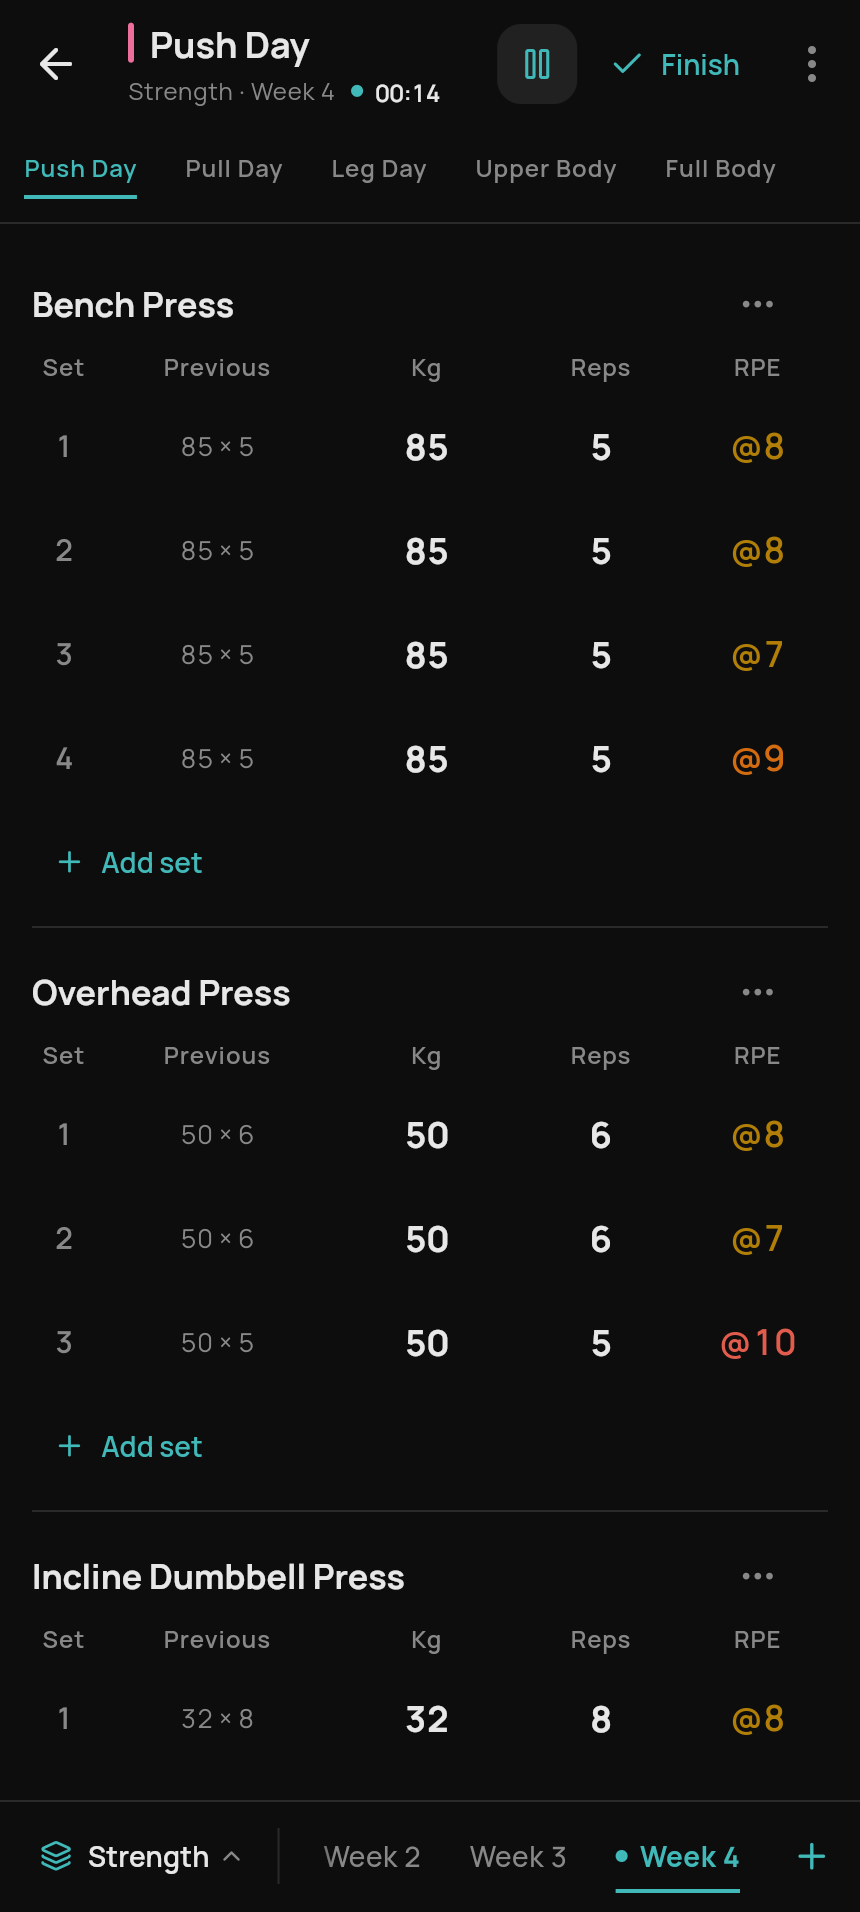 Push Day
Strength · Week 4 • 00:14
Finish
Push Day Pull Day Leg Day Upper Body Full Body
Bench Press
Set Previous Kg Reps RPE
1 85 × 5 85 5 @8
2 85 × 5 85 5 @8
3 85 × 5 85 5 @7
4 85 × 5 85 5 @9
+ Add set
Overhead Press
Set Previous Kg Reps RPE
1 50 × 6 50 6 @8
2 50 × 6 50 6 @7
3 50 × 5 50 5 @10
+ Add set
Incline Dumbbell Press
Set Previous Kg Reps RPE
1 32 × 8 32 8 @8
Strength Week 2 Week 3 • Week 4 +